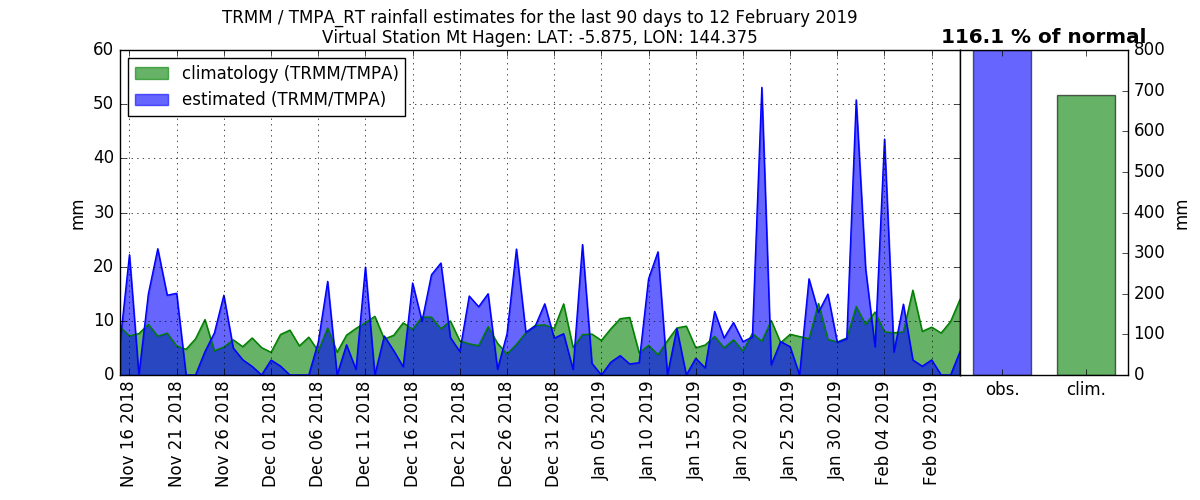 TRMM / TMPA_RT rainfall estimates for the last 90 days to 12 February 2019
Virtual Station Mt Hagen: LAT: -5.875, LON: 144.375
116.1 % of normal
climatology (TRMM/TMPA)
estimated (TRMM/TMPA)
60
50
40
30
20
10
0
mm
800
700
600
500
400
300
200
100
0
mm
Nov 16 2018
Nov 21 2018
Nov 26 2018
Dec 01 2018
Dec 06 2018
Dec 11 2018
Dec 16 2018
Dec 21 2018
Dec 26 2018
Dec 31 2018
Jan 05 2019
Jan 10 2019
Jan 15 2019
Jan 20 2019
Jan 25 2019
Jan 30 2019
Feb 04 2019
Feb 09 2019
obs.
clim.